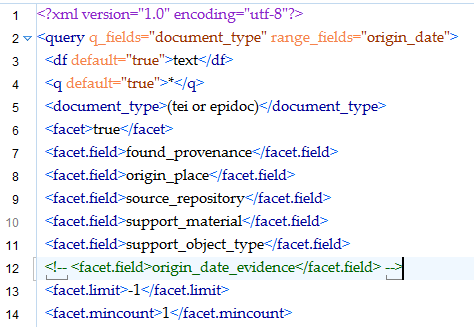 1 <?xml version="1.0" encoding="utf-8"?>
2 <query q_fields="document_type" range_fields="origin_date">
3 <df default="true">text</df>
4 <q default="true">*</q>
5 <document_type>(tei or epidoc)</document_type>
6 <facet>true</facet>
7 <facet.field>found_provenance</facet.field>
8 <facet.field>origin_place</facet.field>
9 <facet.field>source_repository</facet.field>
10 <facet.field>support_material</facet.field>
11 <facet.field>support_object_type</facet.field>
12 <!-- <facet.field>origin_date_evidence</facet.field> -->
13 <facet.limit>-1</facet.limit>
14 <facet.mincount>1</facet.mincount>